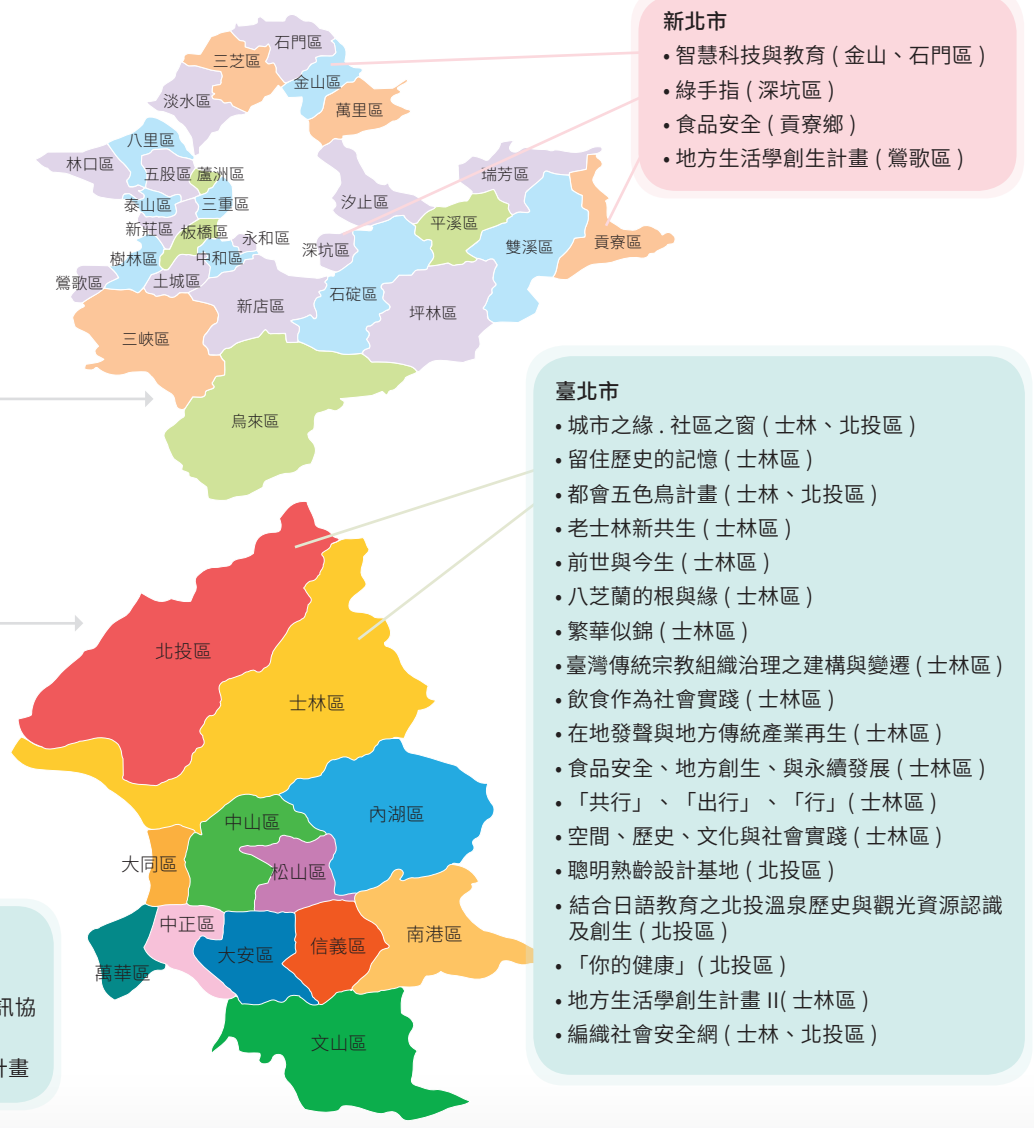 新北市
• 智慧科技與教育 ( 金山、石門區 )
• 綠手指 ( 深坑區 )
• 食品安全 ( 貢寮鄉 )
• 地方生活學創生計畫 ( 鶯歌區 )
石門區
三芝區
金山區
淡水區
萬里區
八里區
林口區
五股區
蘆洲區
瑞芳區
泰山區
三重區
汐止區
平溪區
新莊區
板橋區
永和區
深坑區
雙溪區
貢寮區
樹林區
中和區
鶯歌區
土城區
石碇區
新店區
坪林區
三峽區
烏來區
臺北市
• 城市之緣 . 社區之窗 ( 士林、北投區 )
• 留住歷史的記憶 ( 士林區 )
• 都會五色鳥計畫 ( 士林、北投區 )
• 老士林新共生 ( 士林區 )
• 前世與今生 ( 士林區 )
• 八芝蘭的根與緣 ( 士林區 )
• 繁華似錦 ( 士林區 )
• 臺灣傳統宗教組織治理之建構與變遷 ( 士林區 )
• 飲食作為社會實踐 ( 士林區 )
• 在地發聲與地方傳統產業再生 ( 士林區 )
• 食品安全、地方創生、與永續發展 ( 士林區 )
• 「共行」、「出行」、「行」( 士林區 )
• 空間、歷史、文化與社會實踐 ( 士林區 )
• 聰明熟齡設計基地 ( 北投區 )
• 結合日語教育之北投溫泉歷史與觀光資源認識
及創生 ( 北投區 )
• 「你的健康」( 北投區 )
• 地方生活學創生計畫 II( 士林區 )
• 編織社會安全網 ( 士林、北投區 )
北投區
士林區
內湖區
中山區
大同區
松山區
中正區
南港區
信義區
大安區
萬華區
文山區
訊協
計畫